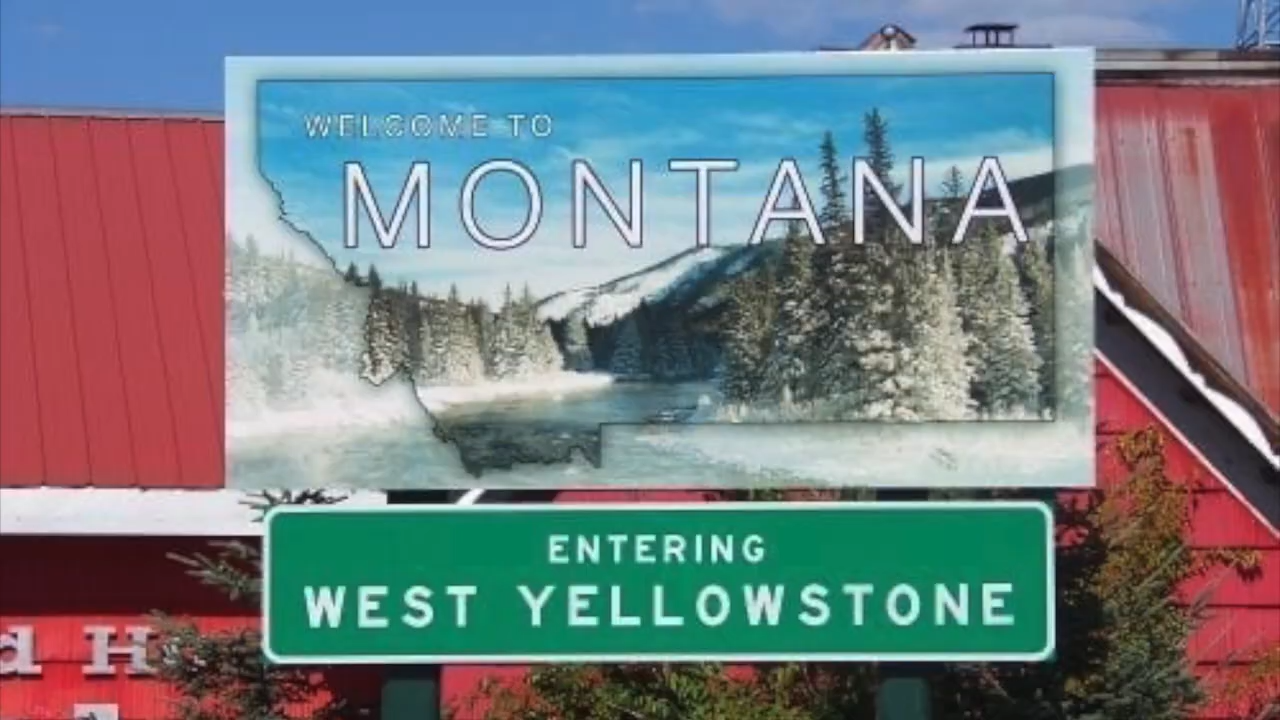 WELCOME TO
MONTANA
ENTERING
WEST YELLOWSTONE
d H